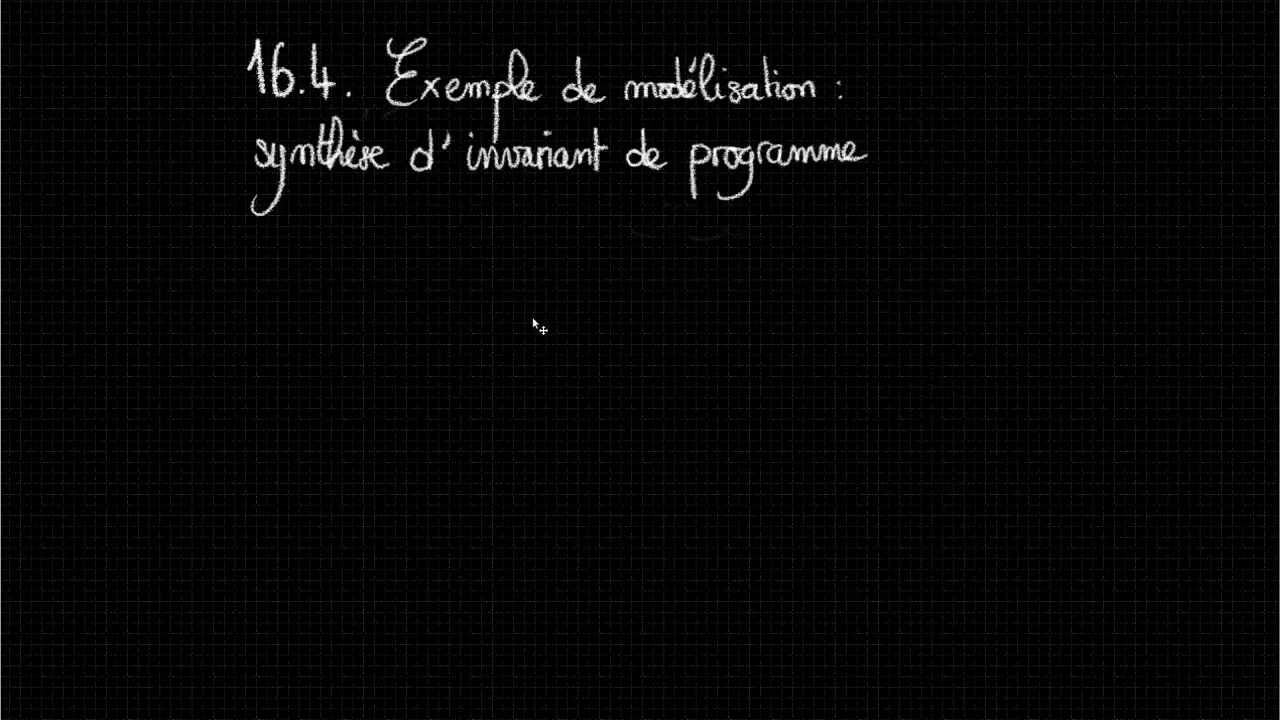 16.4. Exemple de modélisation :
synthèse d'invariant de programme